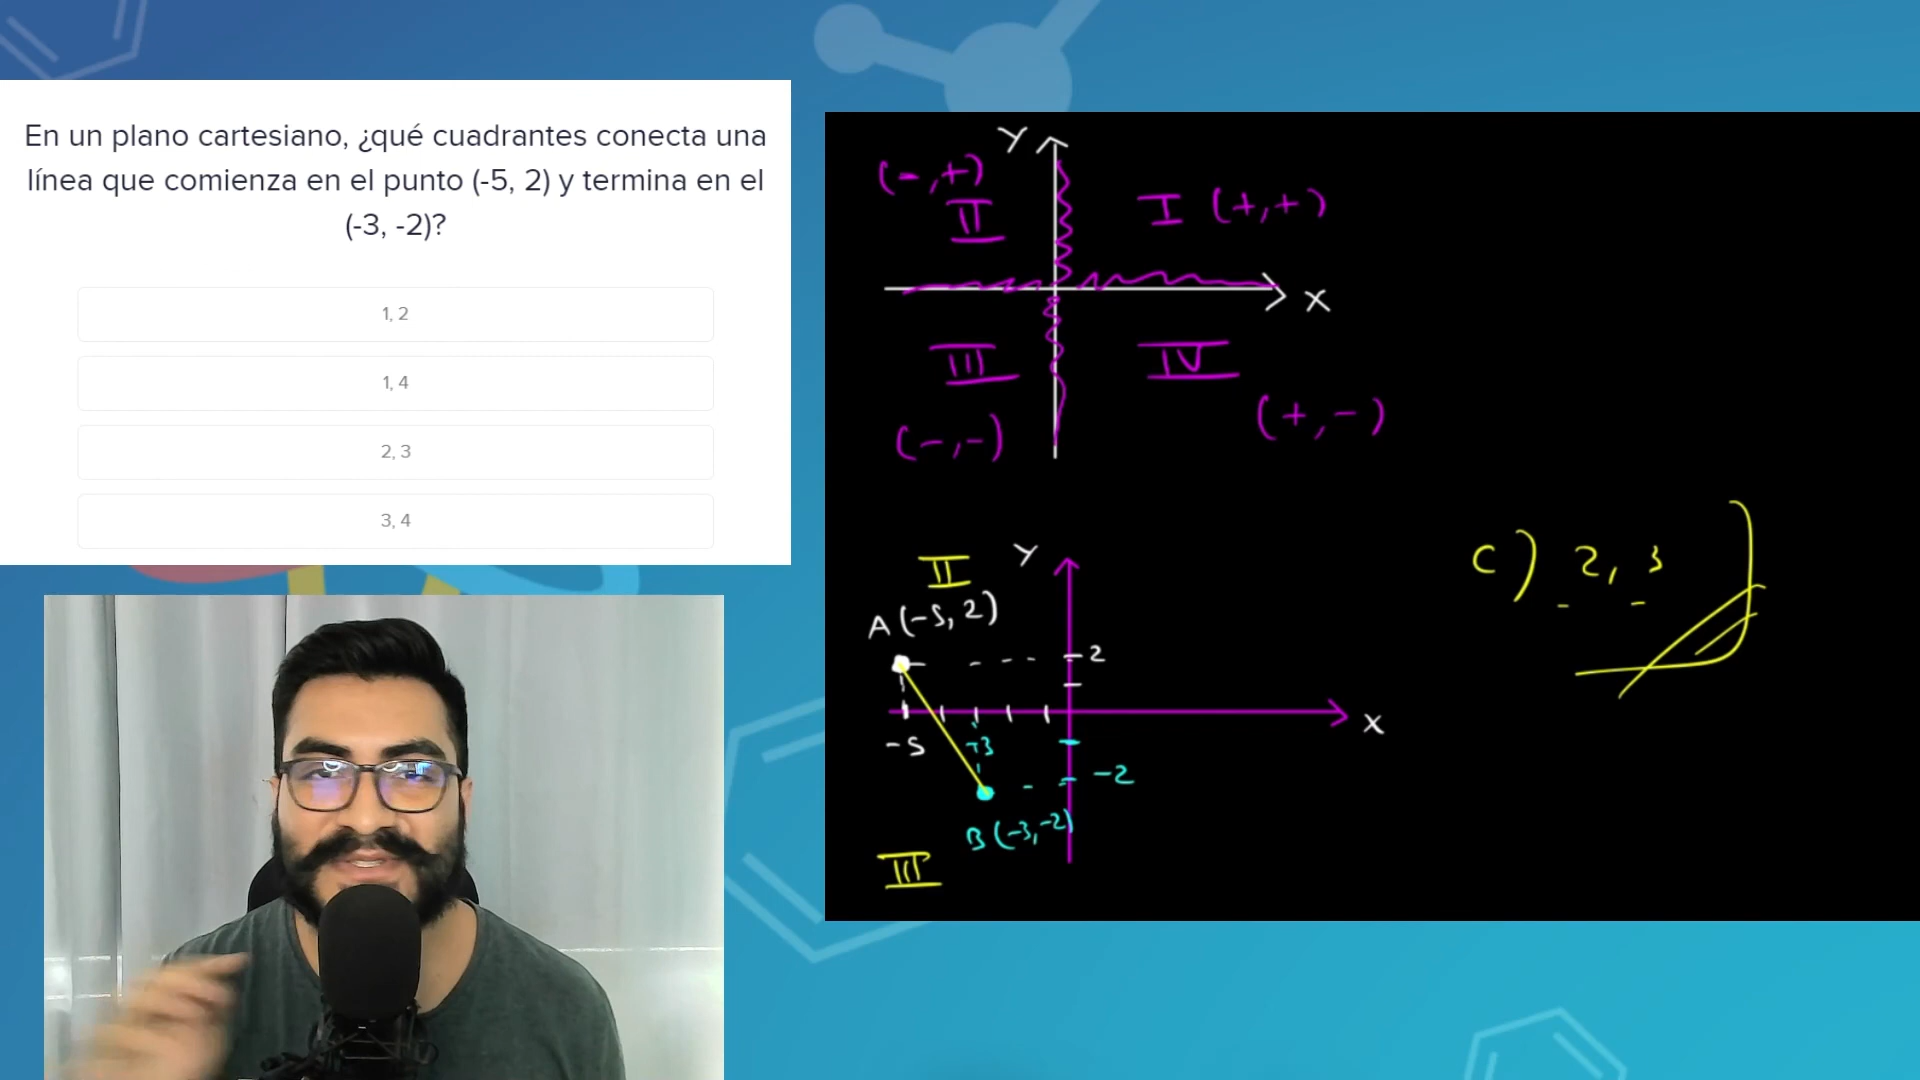 En un plano cartesiano, ¿qué cuadrantes conecta una
línea que comienza en el punto (-5, 2) y termina en el
(-3, -2)?
1, 2
1, 4
2, 3
3, 4
Y
(-,+)
II
I (+,+)
X
III
IV
(-,-)
(+,-)
II
Y
A (-5, 2)
2
X
-5
-3
-2
B (-3,-2)
III
C) 2, 3